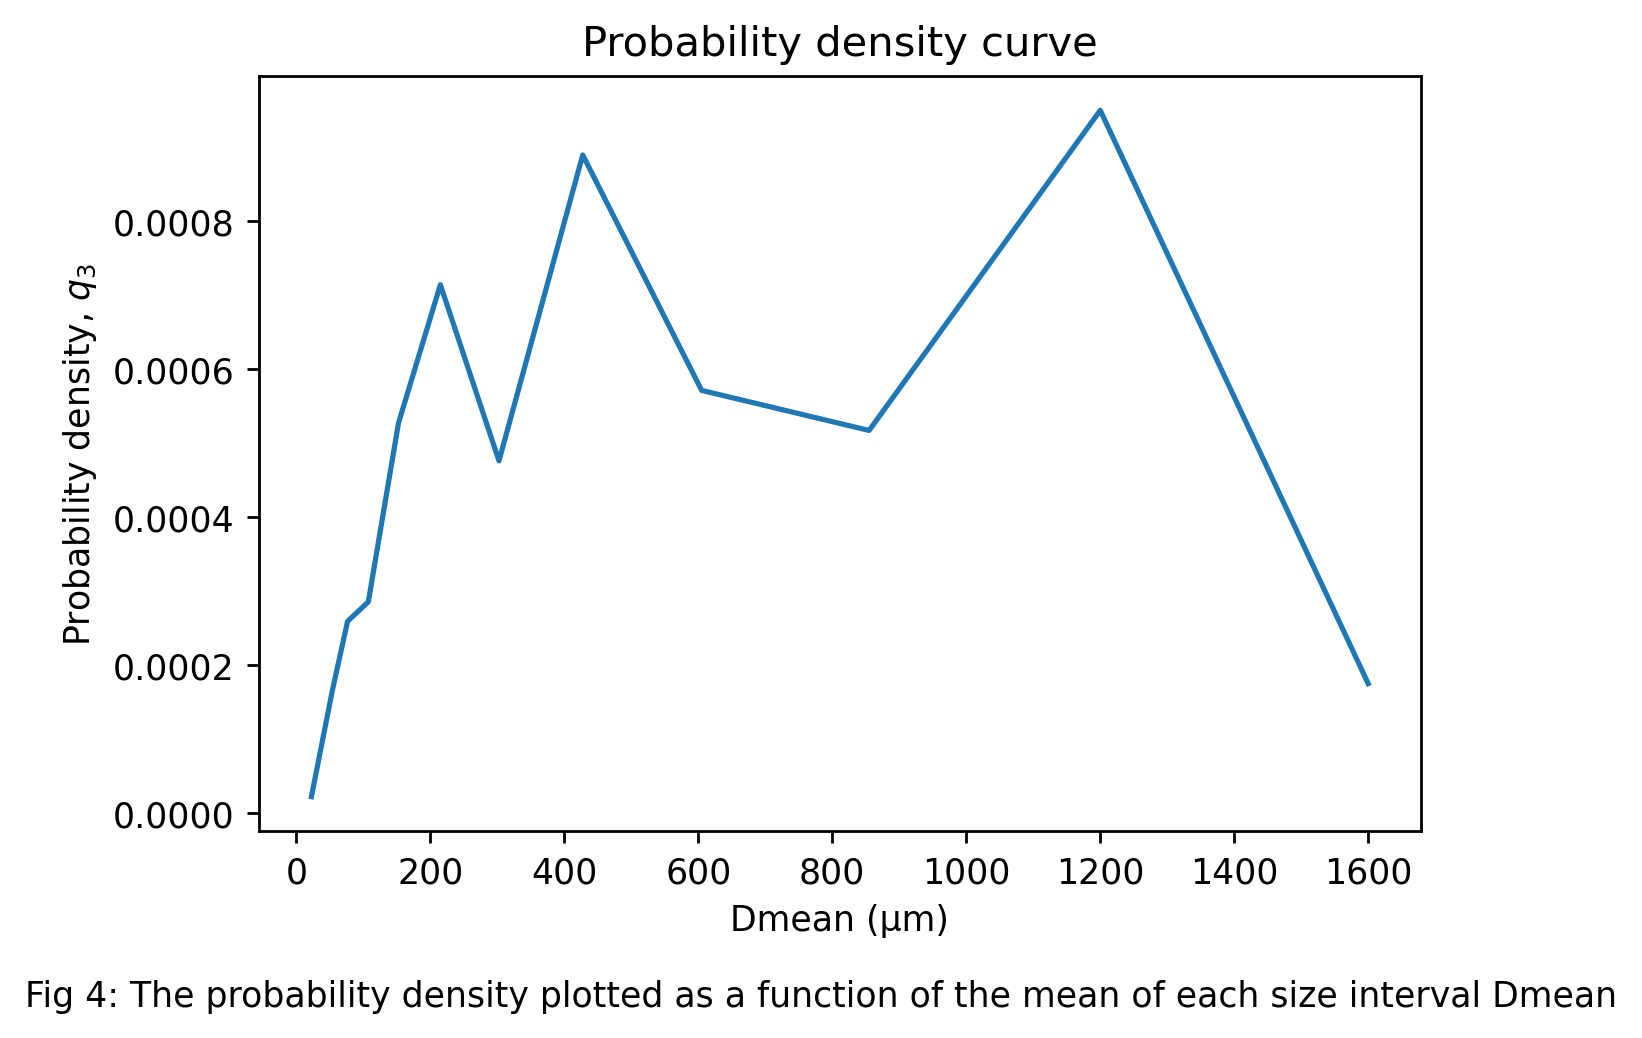 Probability density curve
Probability density, q₃
0.0008
0.0006
0.0004
0.0002
0.0000
0 200 400 600 800 1000 1200 1400 1600
Dmean (μm)
Fig 4: The probability density plotted as a function of the mean of each size interval Dmean